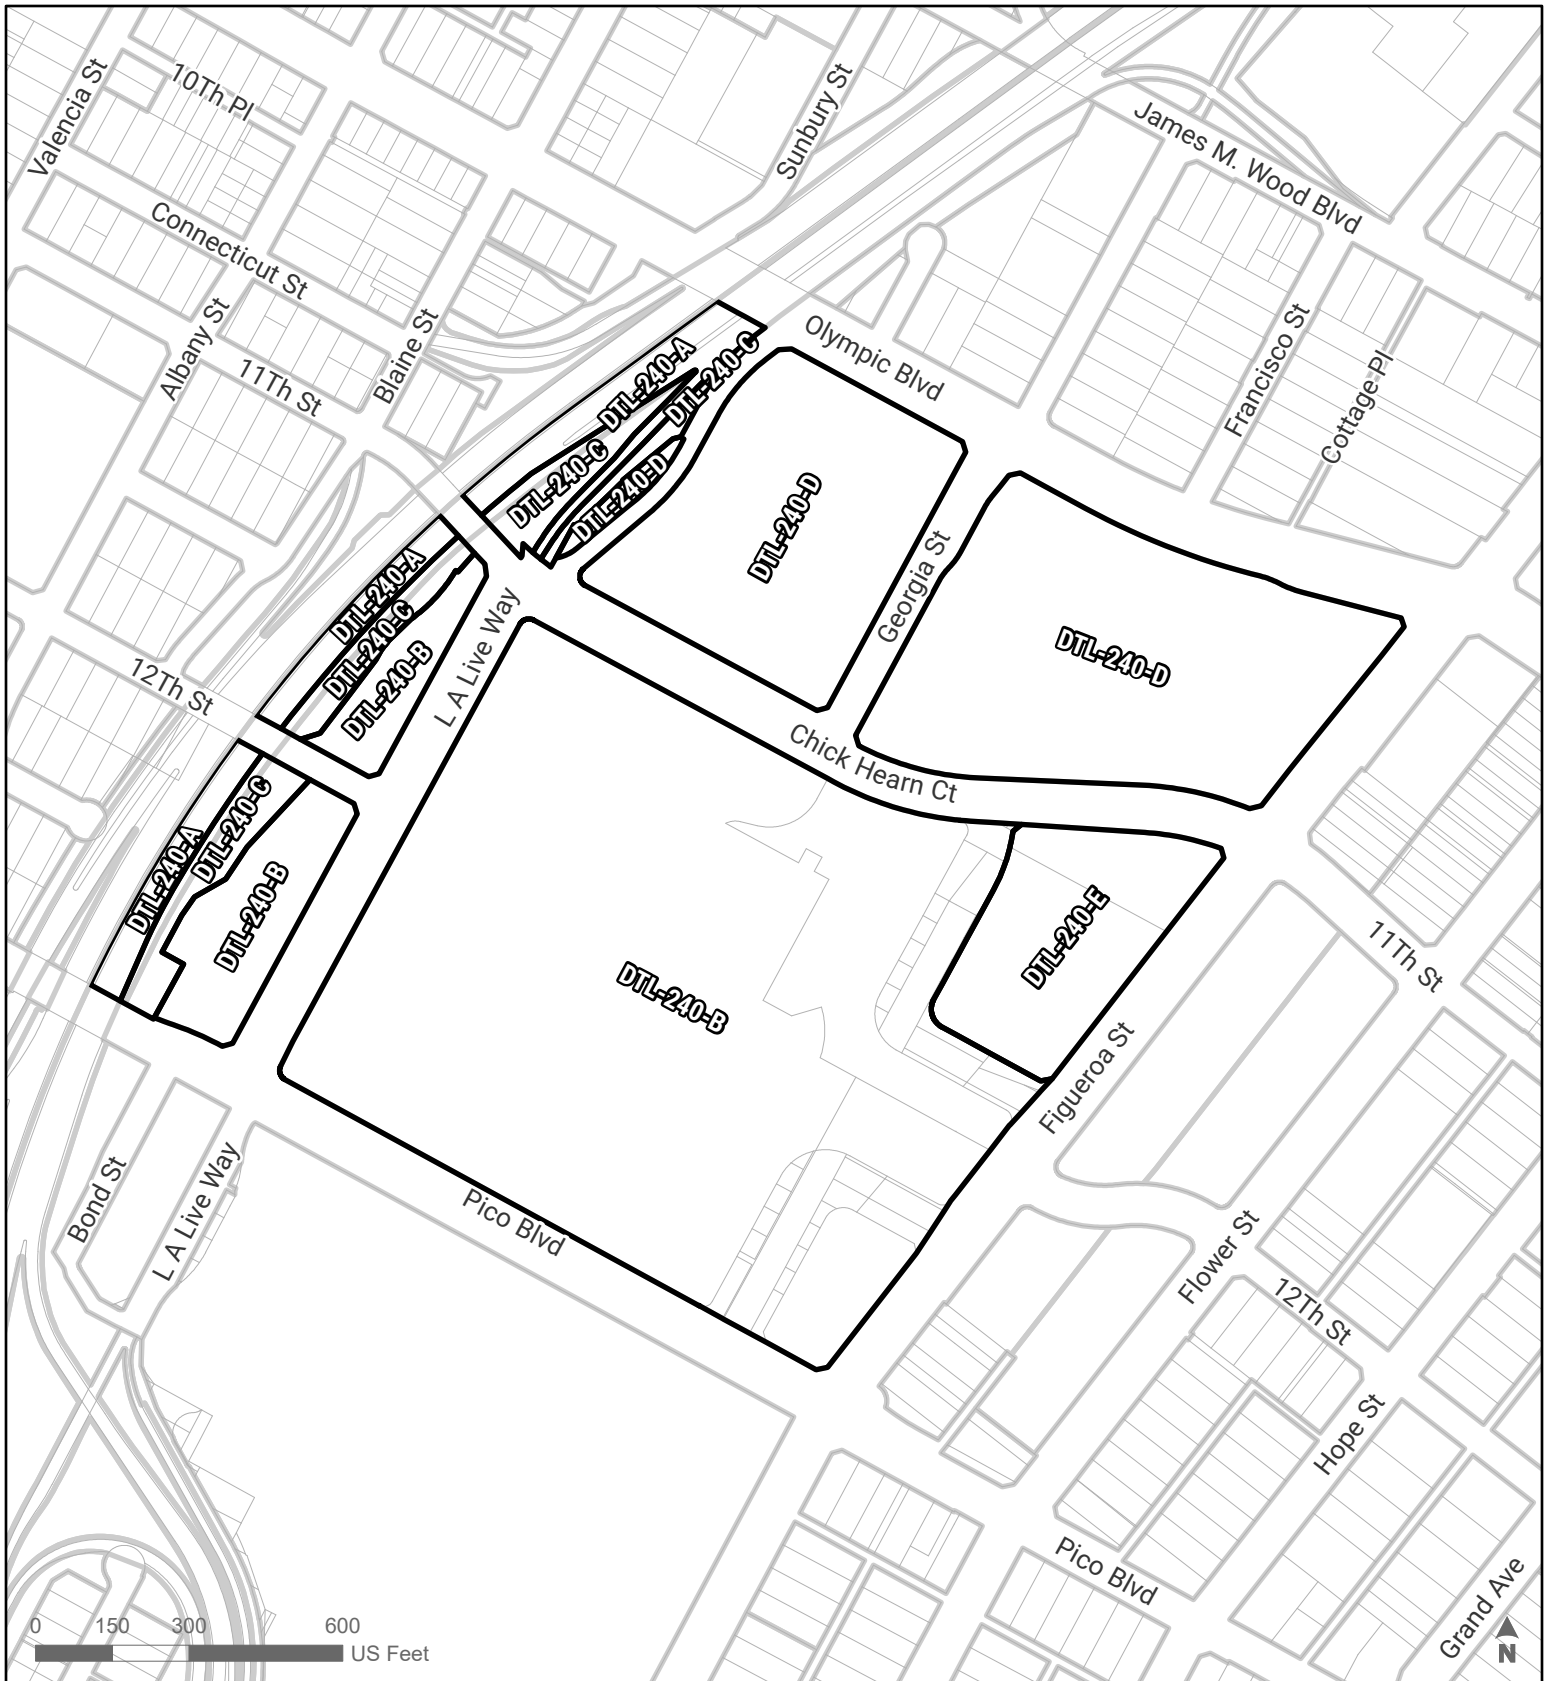 Valencia St
10Th Pl
Sunbury St
James M. Wood Blvd
Connecticut St
Albany St
Blaine St
11Th St
Olympic Blvd
Francisco St
Cottage Pl
DTL-240-A
DTL-240-C
DTL-240-C
DTL-240-D
DTL-240-D
Georgia St
DTL-240-D
DTL-240-A
DTL-240-C
DTL-240-B
L A Live Way
12Th St
Chick Hearn Ct
DTL-240-A
DTL-240-C
DTL-240-B
DTL-240-B
DTL-240-E
11Th St
Figueroa St
Bond St
L A Live Way
Pico Blvd
Flower St
12Th St
Hope St
Pico Blvd
Grand Ave
0 150 300 600
US Feet
N